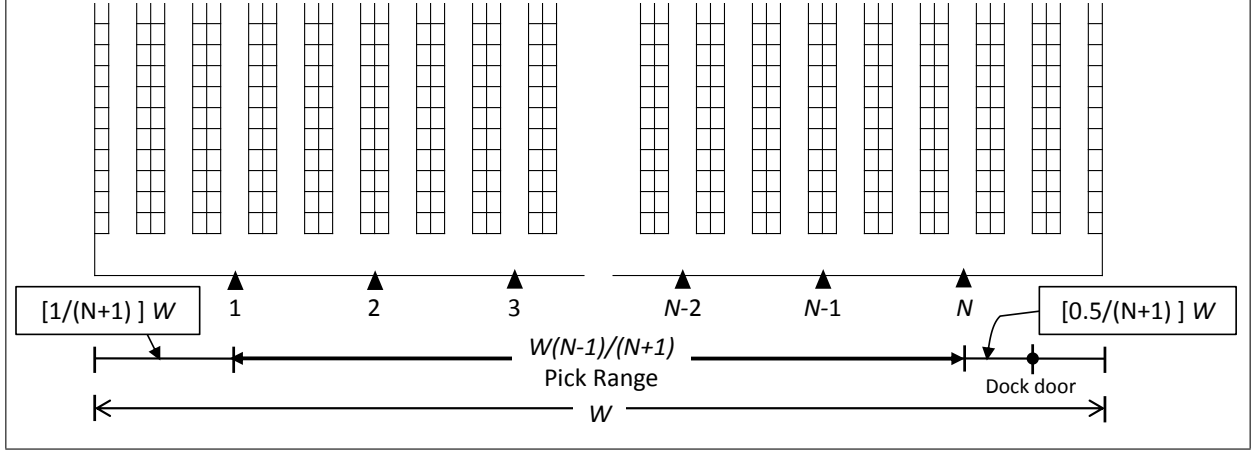 1 2 3 N-2 N-1 N
[1/(N+1) ] W
[0.5/(N+1) ] W
W(N-1)/(N+1)
Pick Range
Dock door
W